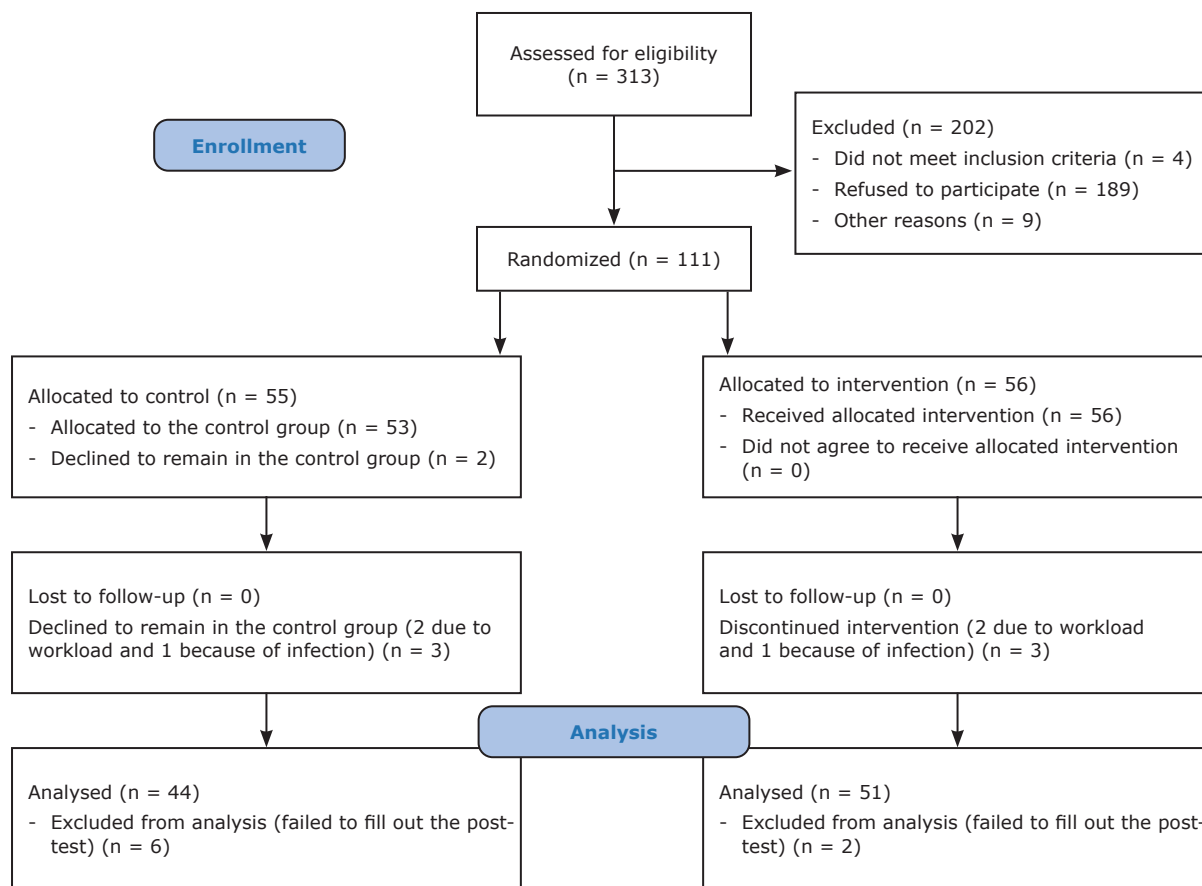 Assessed for eligibility
(n = 313)
Enrollment
Excluded (n = 202)
- Did not meet inclusion criteria (n = 4)
- Refused to participate (n = 189)
- Other reasons (n = 9)
Randomized (n = 111)
Allocated to control (n = 55)
- Allocated to the control group (n = 53)
- Declined to remain in the control group (n = 2)
Allocated to intervention (n = 56)
- Received allocated intervention (n = 56)
- Did not agree to receive allocated intervention
(n = 0)
Lost to follow-up (n = 0)
Declined to remain in the control group (2 due to
workload and 1 because of infection) (n = 3)
Lost to follow-up (n = 0)
Discontinued intervention (2 due to workload
and 1 because of infection) (n = 3)
Analysis
Analysed (n = 44)
- Excluded from analysis (failed to fill out the post-
test) (n = 6)
Analysed (n = 51)
- Excluded from analysis (failed to fill out the post-
test) (n = 2)